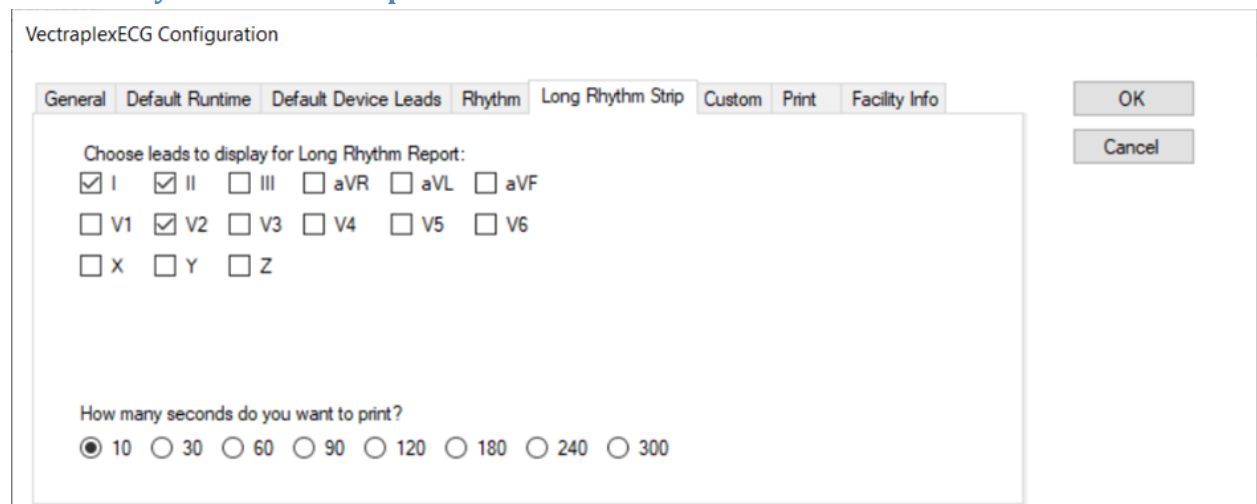 VectraplexECG Configuration
General Default Runtime Default Device Leads Rhythm Long Rhythm Strip Custom Print Facility Info
OK
Cancel
Choose leads to display for Long Rhythm Report:
I II III aVR aVL aVF
V1 V2 V3 V4 V5 V6
X Y Z
How many seconds do you want to print?
10 30 60 90 120 180 240 300